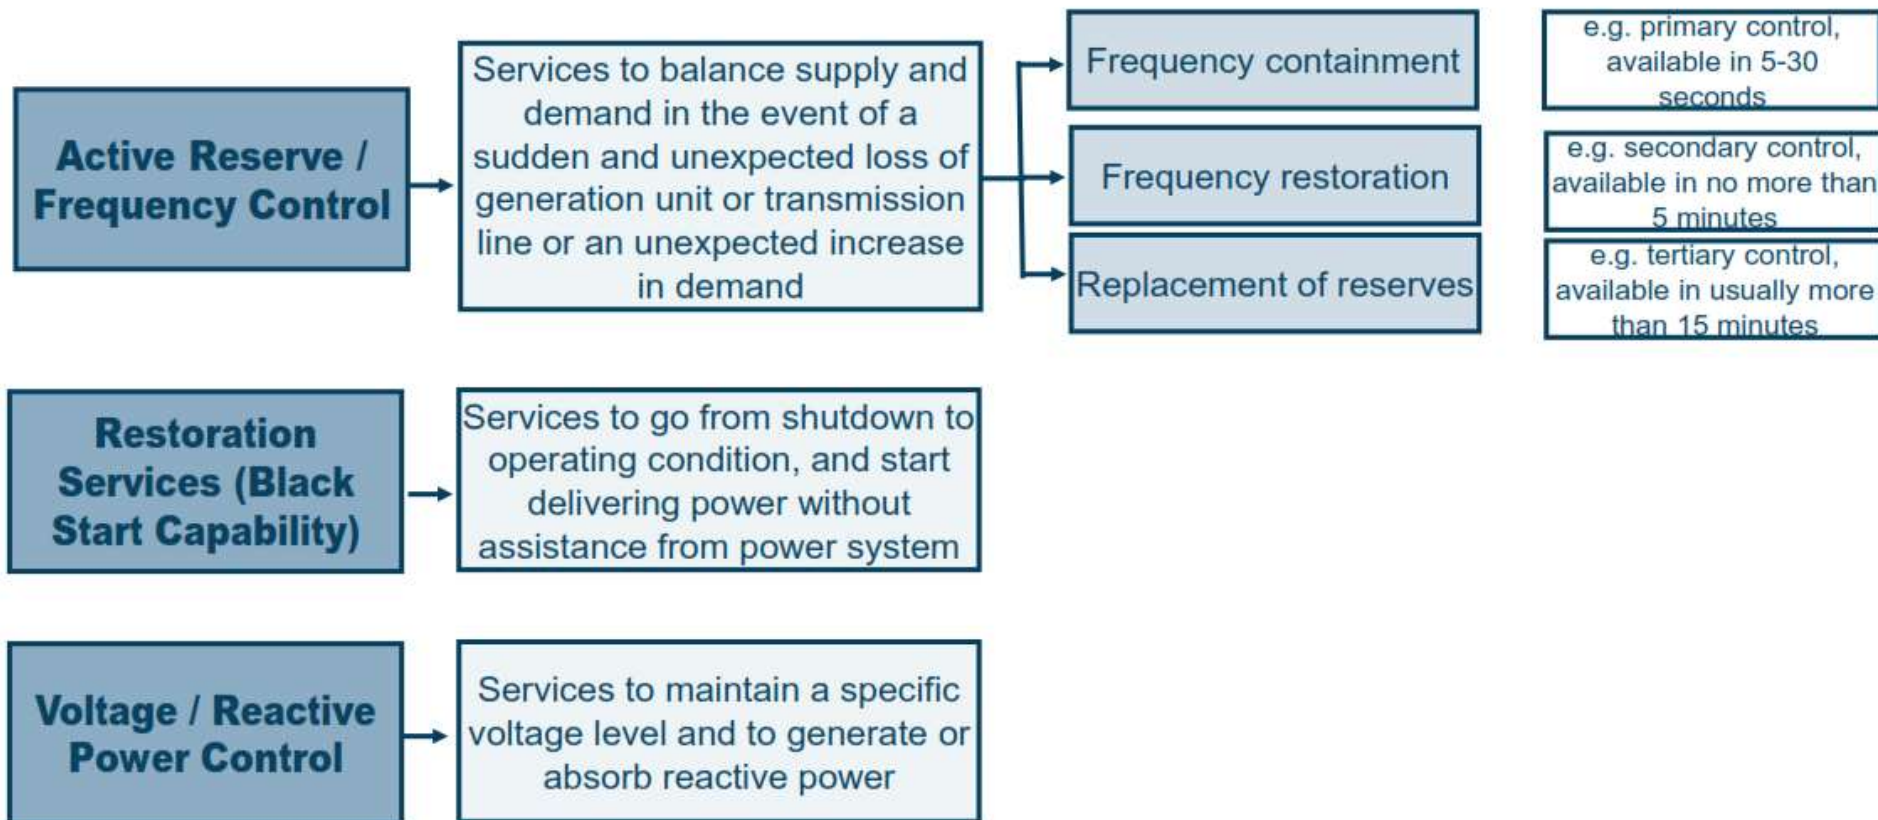 Active Reserve /
Frequency Control
Services to balance supply and
demand in the event of a
sudden and unexpected loss of
generation unit or transmission
line or an unexpected increase
in demand
Frequency containment
e.g. primary control,
available in 5-30
seconds
Frequency restoration
e.g. secondary control,
available in no more than
5 minutes
Replacement of reserves
e.g. tertiary control,
available in usually more
than 15 minutes
Restoration
Services (Black
Start Capability)
Services to go from shutdown to
operating condition, and start
delivering power without
assistance from power system
Voltage / Reactive
Power Control
Services to maintain a specific
voltage level and to generate or
absorb reactive power